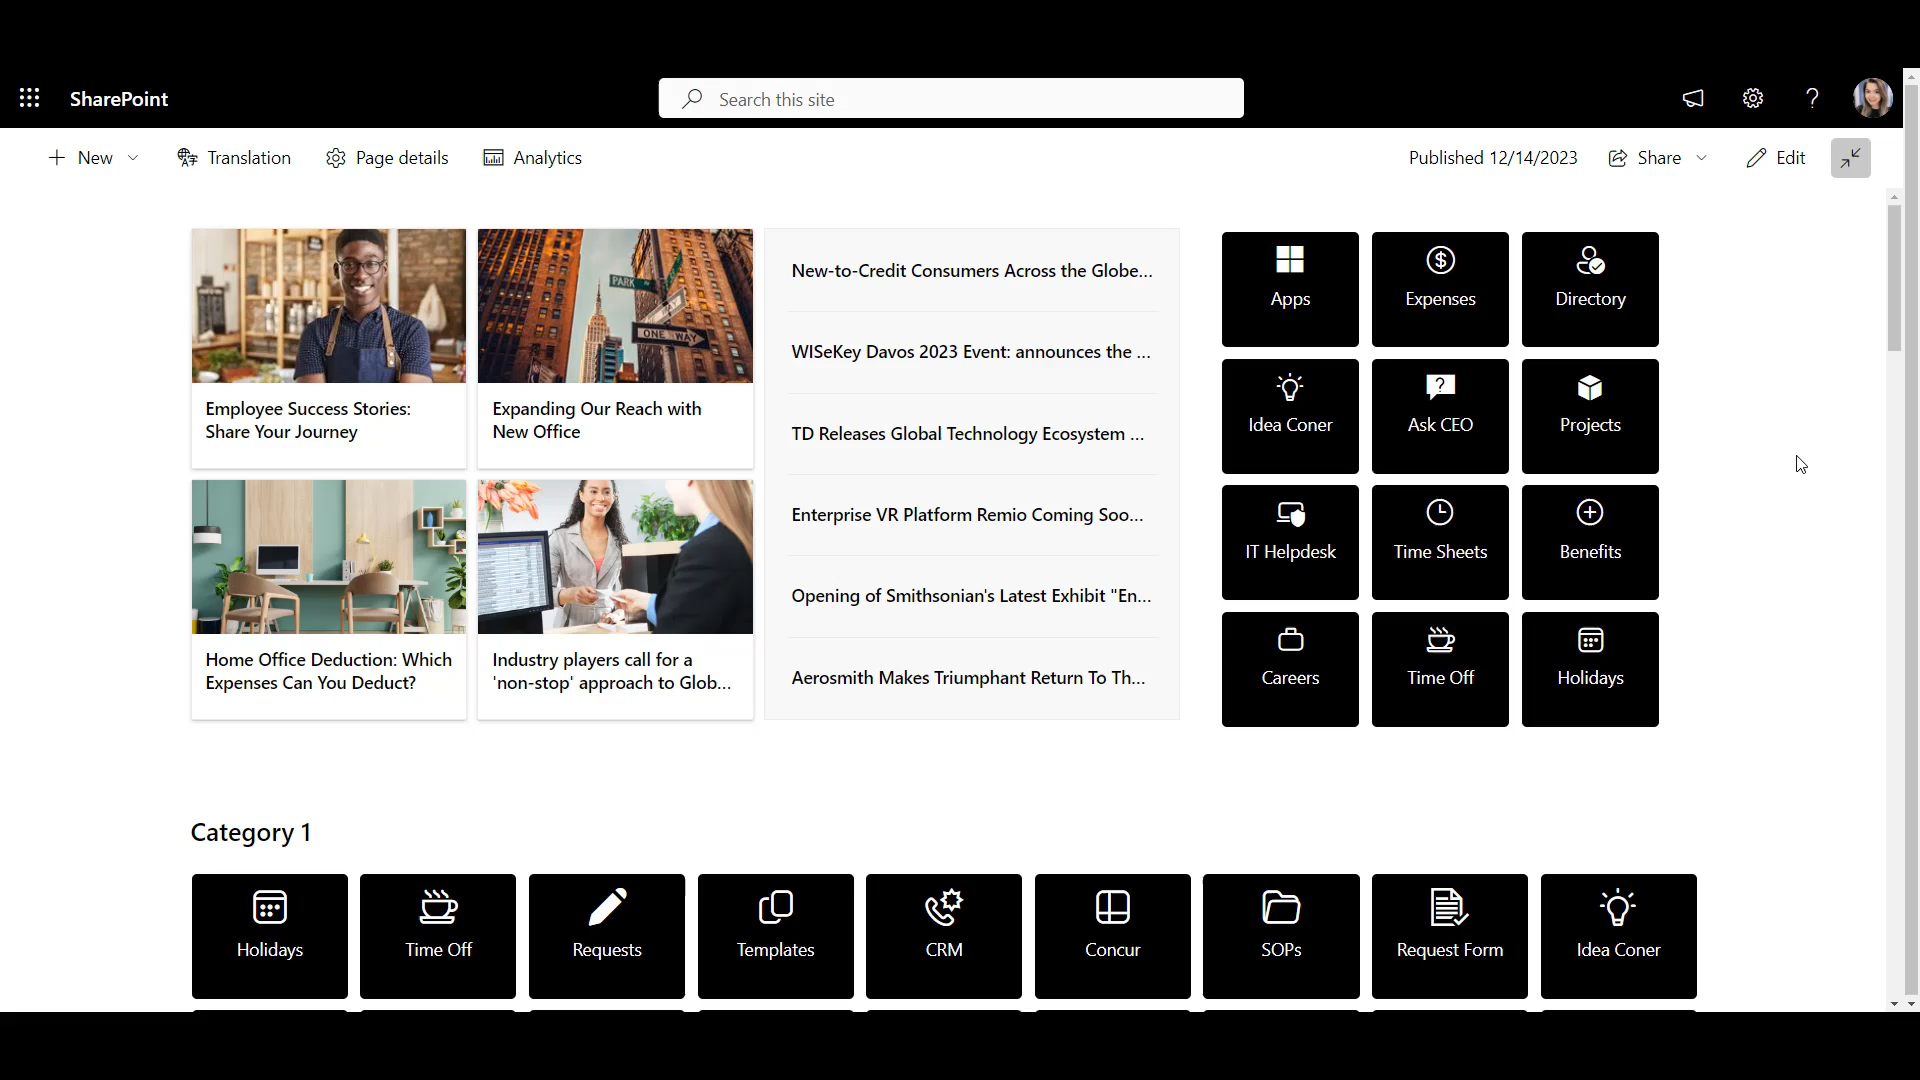 SharePoint
Search this site
New
Translation
Page details
Analytics
Published 12/14/2023
Share
Edit
Employee Success Stories:
Share Your Journey
PARK AV
ONE WAY
Expanding Our Reach with
New Office
Home Office Deduction: Which
Expenses Can You Deduct?
Industry players call for a
'non-stop' approach to Glob...
New-to-Credit Consumers Across the Globe...
WISeKey Davos 2023 Event: announces the ...
TD Releases Global Technology Ecosystem ...
Enterprise VR Platform Remio Coming Soo...
Opening of Smithsonian's Latest Exhibit "En...
Aerosmith Makes Triumphant Return To Th...
Apps
Expenses
Directory
Idea Coner
Ask CEO
Projects
IT Helpdesk
Time Sheets
Benefits
Careers
Time Off
Holidays
Category 1
Holidays
Time Off
Requests
Templates
CRM
Concur
SOPs
Request Form
Idea Coner